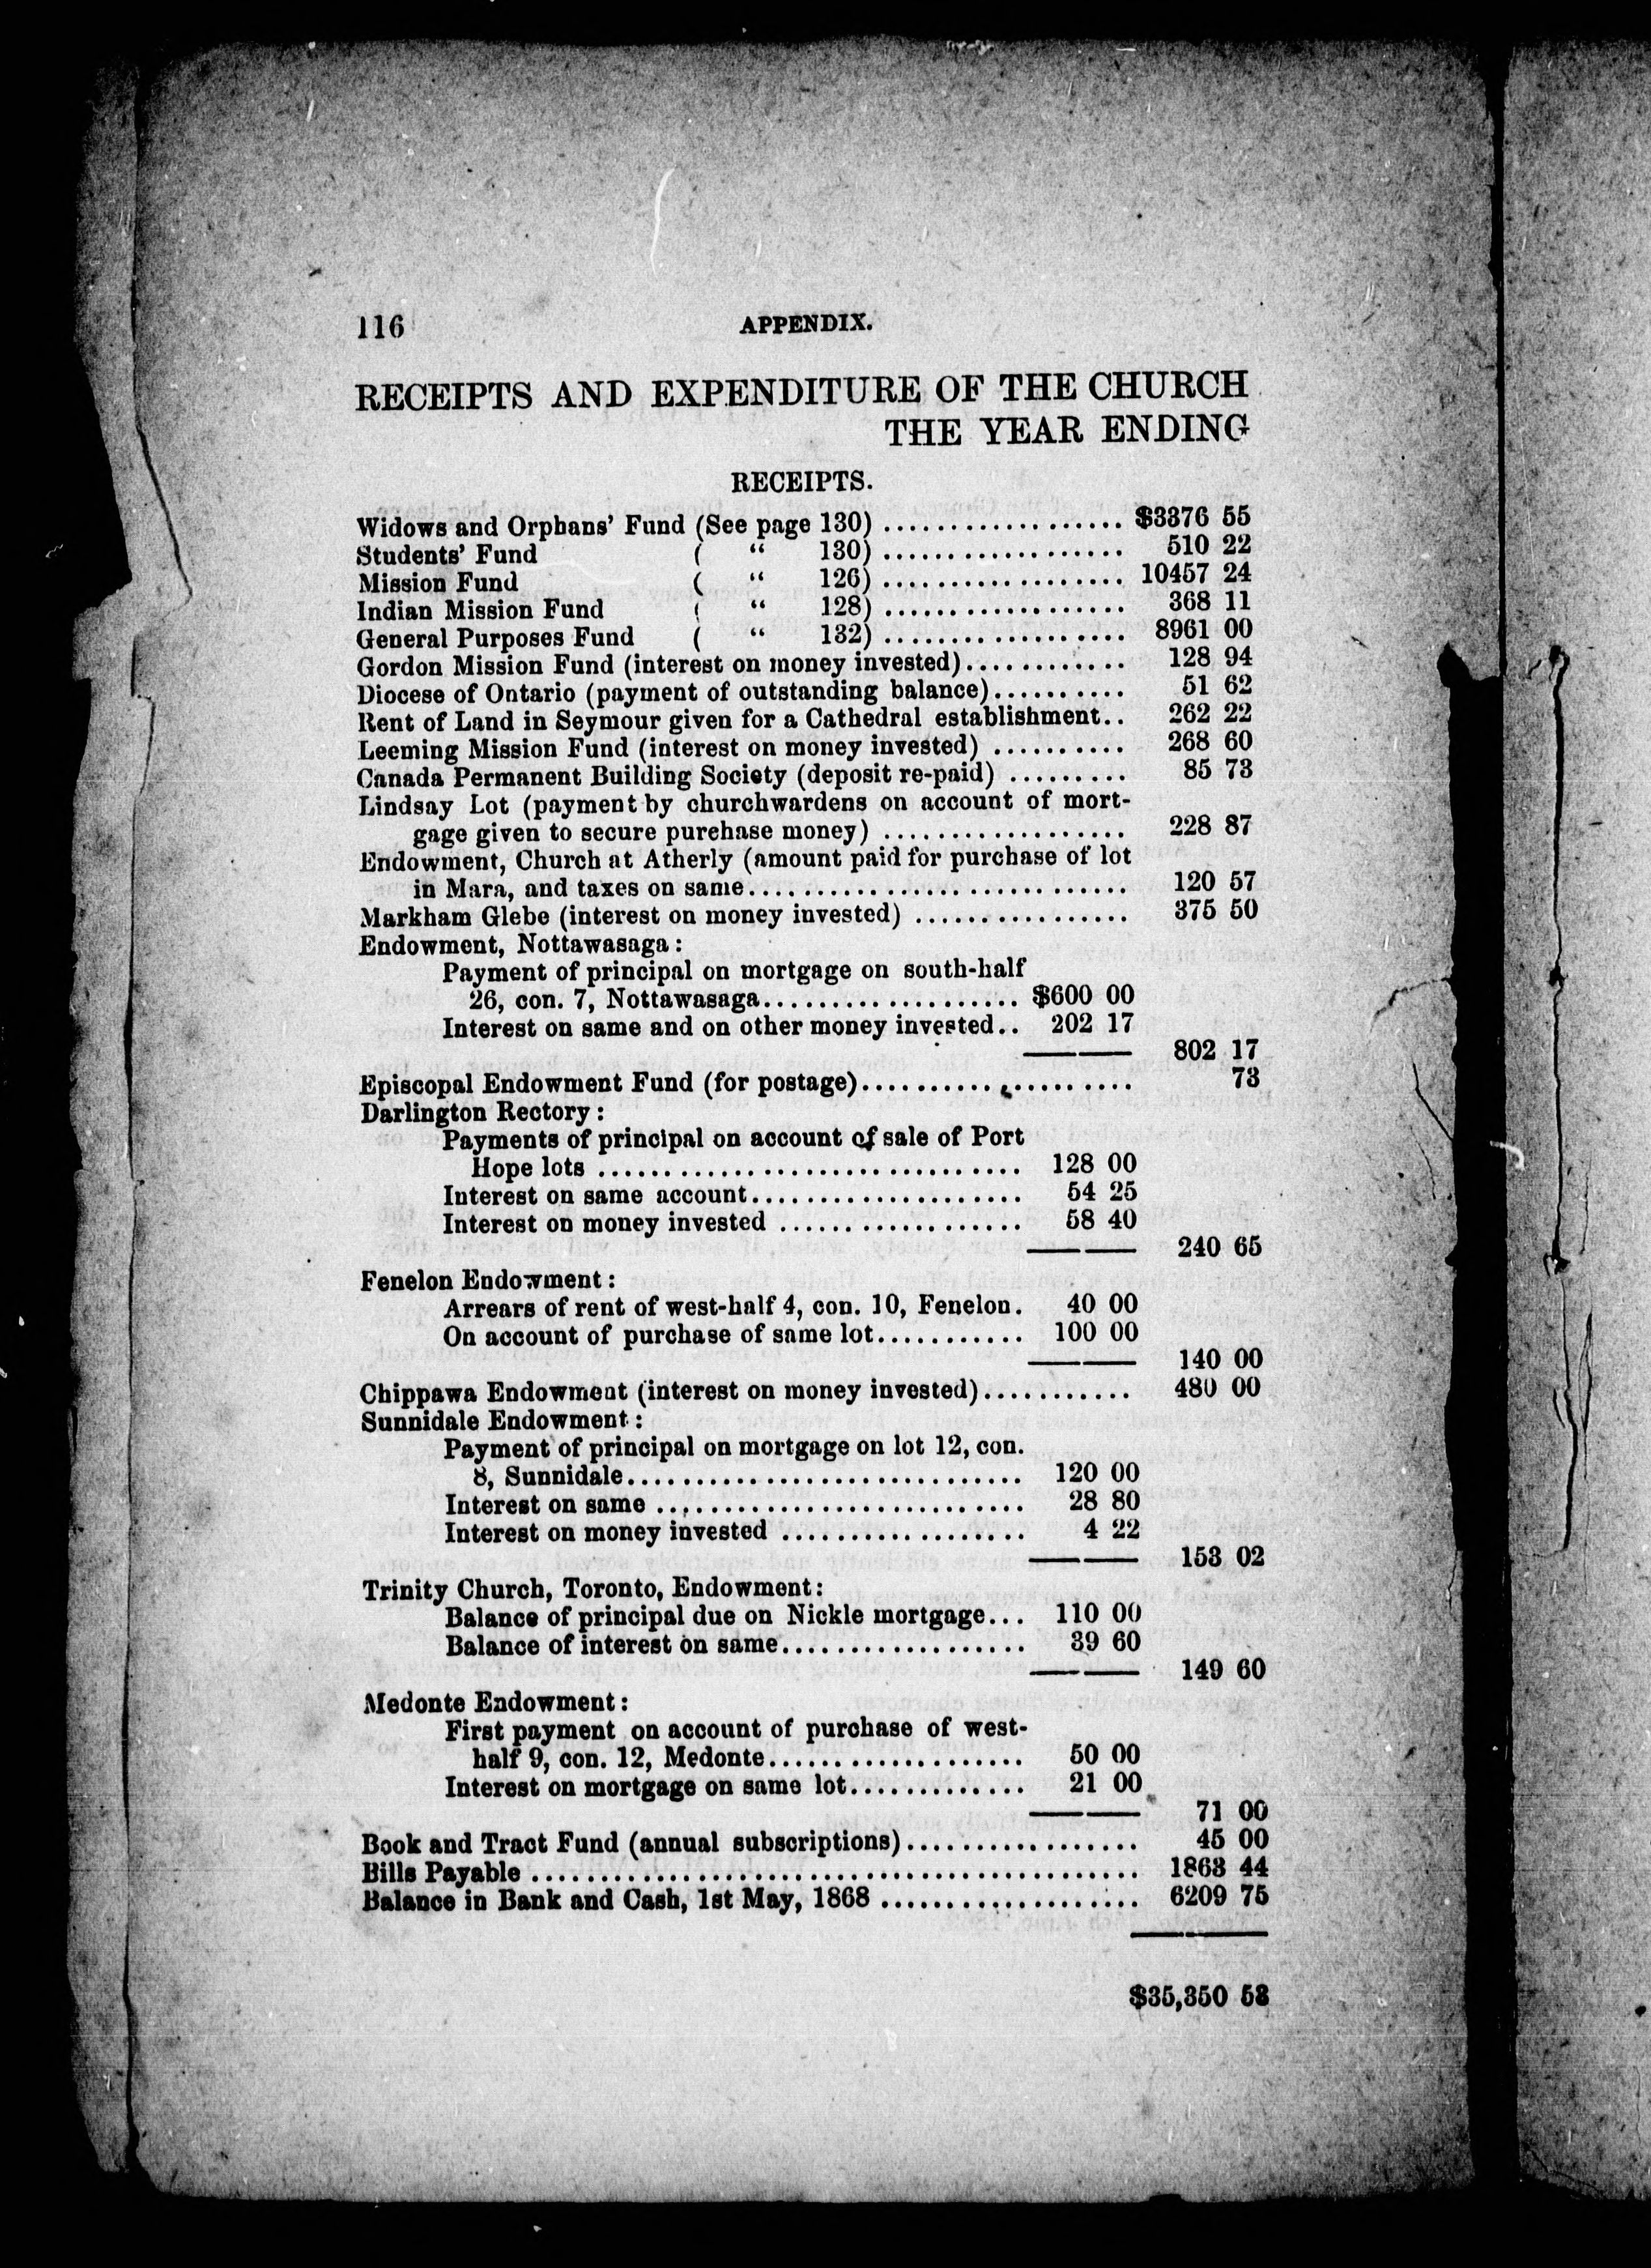 116 APPENDIX.
RECEIPTS AND EXPENDITURE OF THE CHURCH
THE YEAR ENDING
RECEIPTS.
Widows and Orphans' Fund (See page 130) .................. $3376 55
Students' Fund ( “ 130) .................. 510 22
Mission Fund ( “ 126) .................. 10457 24
Indian Mission Fund ( “ 128) .................. 368 11
General Purposes Fund ( “ 132) .................. 8961 00
Gordon Mission Fund (interest on money invested)............ 128 94
Diocese of Ontario (payment of outstanding balance).......... 51 62
Rent of Land in Seymour given for a Cathedral establishment.. 262 22
Leeming Mission Fund (interest on money invested) .......... 268 60
Canada Permanent Building Society (deposit re-paid) ......... 85 73
Lindsay Lot (payment by churchwardens on account of mort-
gage given to secure purehase money) .................. 228 87
Endowment, Church at Atherly (amount paid for purchase of lot
in Mara, and taxes on same............................ 120 57
Markham Glebe (interest on money invested) ................ 375 50
Endowment, Nottawasaga:
Payment of principal on mortgage on south-half
26, con. 7, Nottawasaga................... $600 00
Interest on same and on other money invested.. 202 17
802 17
Episcopal Endowment Fund (for postage).................... 73
Darlington Rectory:
Payments of principal on account of sale of Port
Hope lots ................................ 128 00
Interest on same account.................... 54 25
Interest on money invested .................. 58 40
240 65
Fenelon Endowment:
Arrears of rent of west-half 4, con. 10, Fenelon. 40 00
On account of purchase of same lot........... 100 00
140 00
Chippawa Endowment (interest on money invested)........... 480 00
Sunnidale Endowment:
Payment of principal on mortgage on lot 12, con.
8, Sunnidale.............................. 120 00
Interest on same ............................ 28 80
Interest on money invested .................. 4 22
153 02
Trinity Church, Toronto, Endowment:
Balance of principal due on Nickle mortgage... 110 00
Balance of interest on same.................. 39 60
149 60
Medonte Endowment:
First payment on account of purchase of west-
half 9, con. 12, Medonte................... 50 00
Interest on mortgage on same lot............. 21 00
71 00
Book and Tract Fund (annual subscriptions)................. 45 00
Bills Payable ............................................. 1863 44
Balance in Bank and Cash, 1st May, 1868 ................... 6209 75
$35,350 53